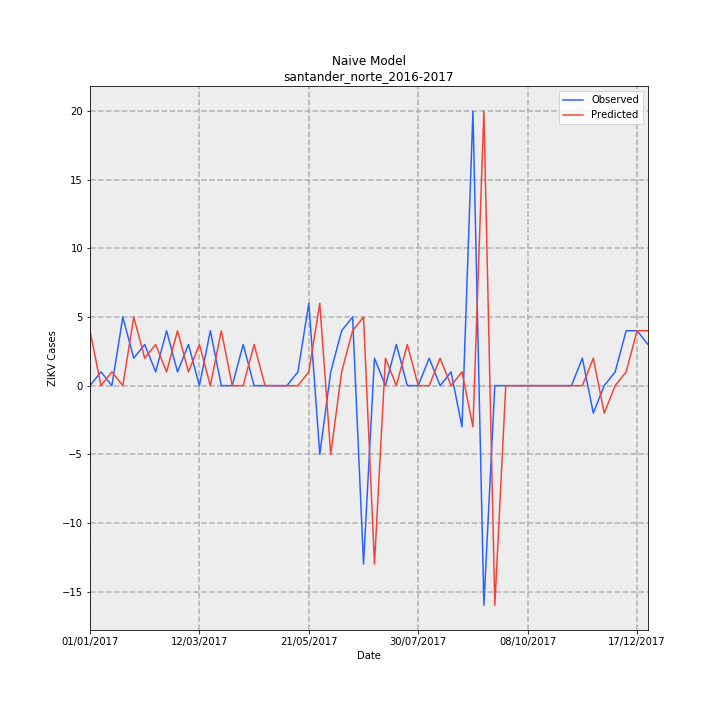 Naive Model
santander_norte_2016-2017
Observed
Predicted
20
15
10
5
0
−5
−10
−15
ZIKV Cases
01/01/2017 12/03/2017 21/05/2017 30/07/2017 08/10/2017 17/12/2017
Date